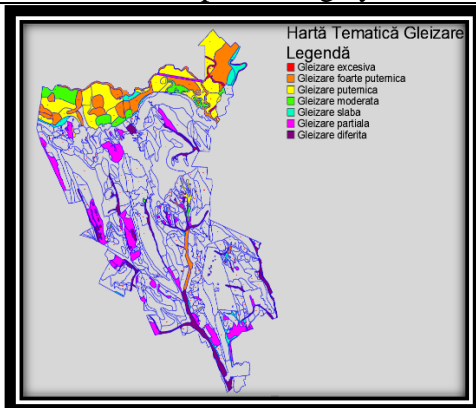 Hartă Tematică Gleizare
Legendă
Gleizare excesiva
Gleizare foarte puternica
Gleizare puternica
Gleizare moderata
Gleizare slaba
Gleizare partiala
Gleizare diferita